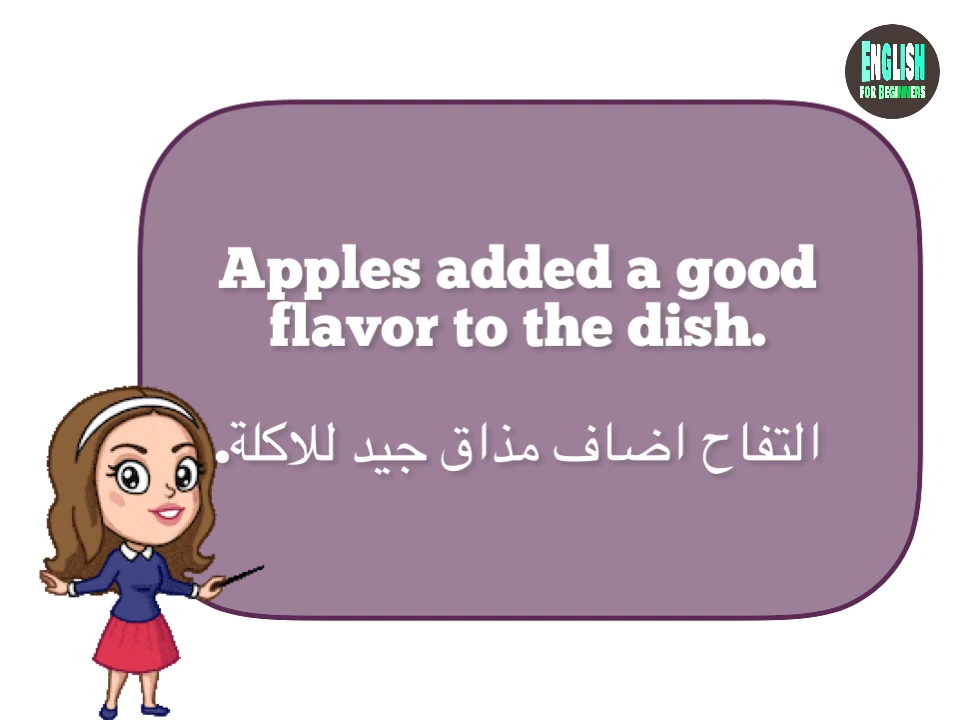 ENGLISH
FOR BEGINNERS
Apples added a good
flavor to the dish.
التفاح اضاف مذاق جيد للاكلة.